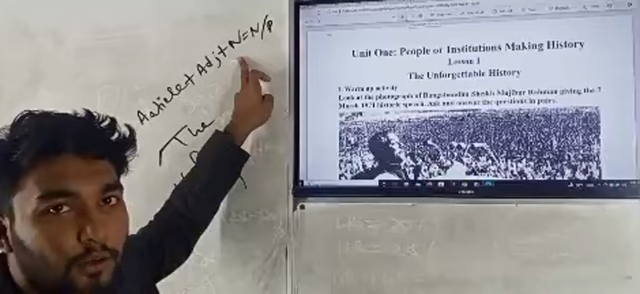 Article + Adj + N = N/P
The
Unit One: People or Institutions Making History
Lesson 1
The Unforgettable History
1. Warm up activity
Look at the photograph of Bangabandhu Sheikh Mujibur Rahman giving the 7
March 1971 historic speech. Ask and answer the questions in pairs.